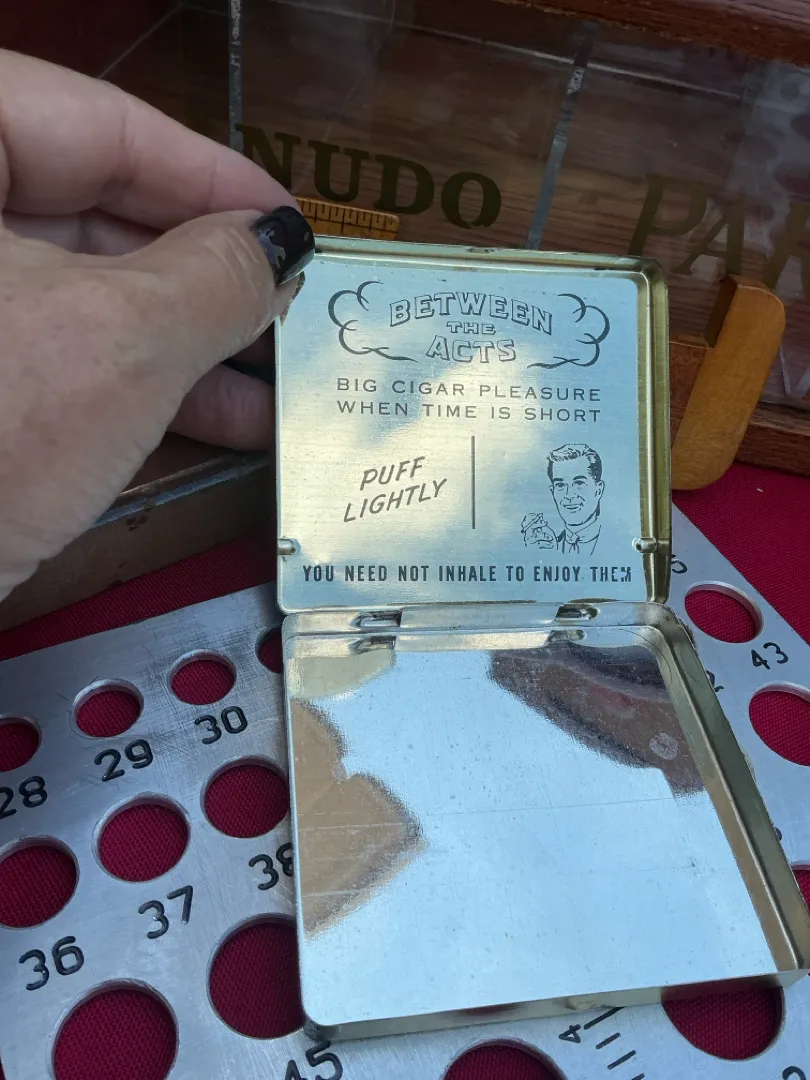 NUDO
PAR
BETWEEN
THE
ACTS
BIG CIGAR PLEASURE
WHEN TIME IS SHORT
PUFF
LIGHTLY
YOU NEED NOT INHALE TO ENJOY THEM
43
30
29
28
38
37
36
45